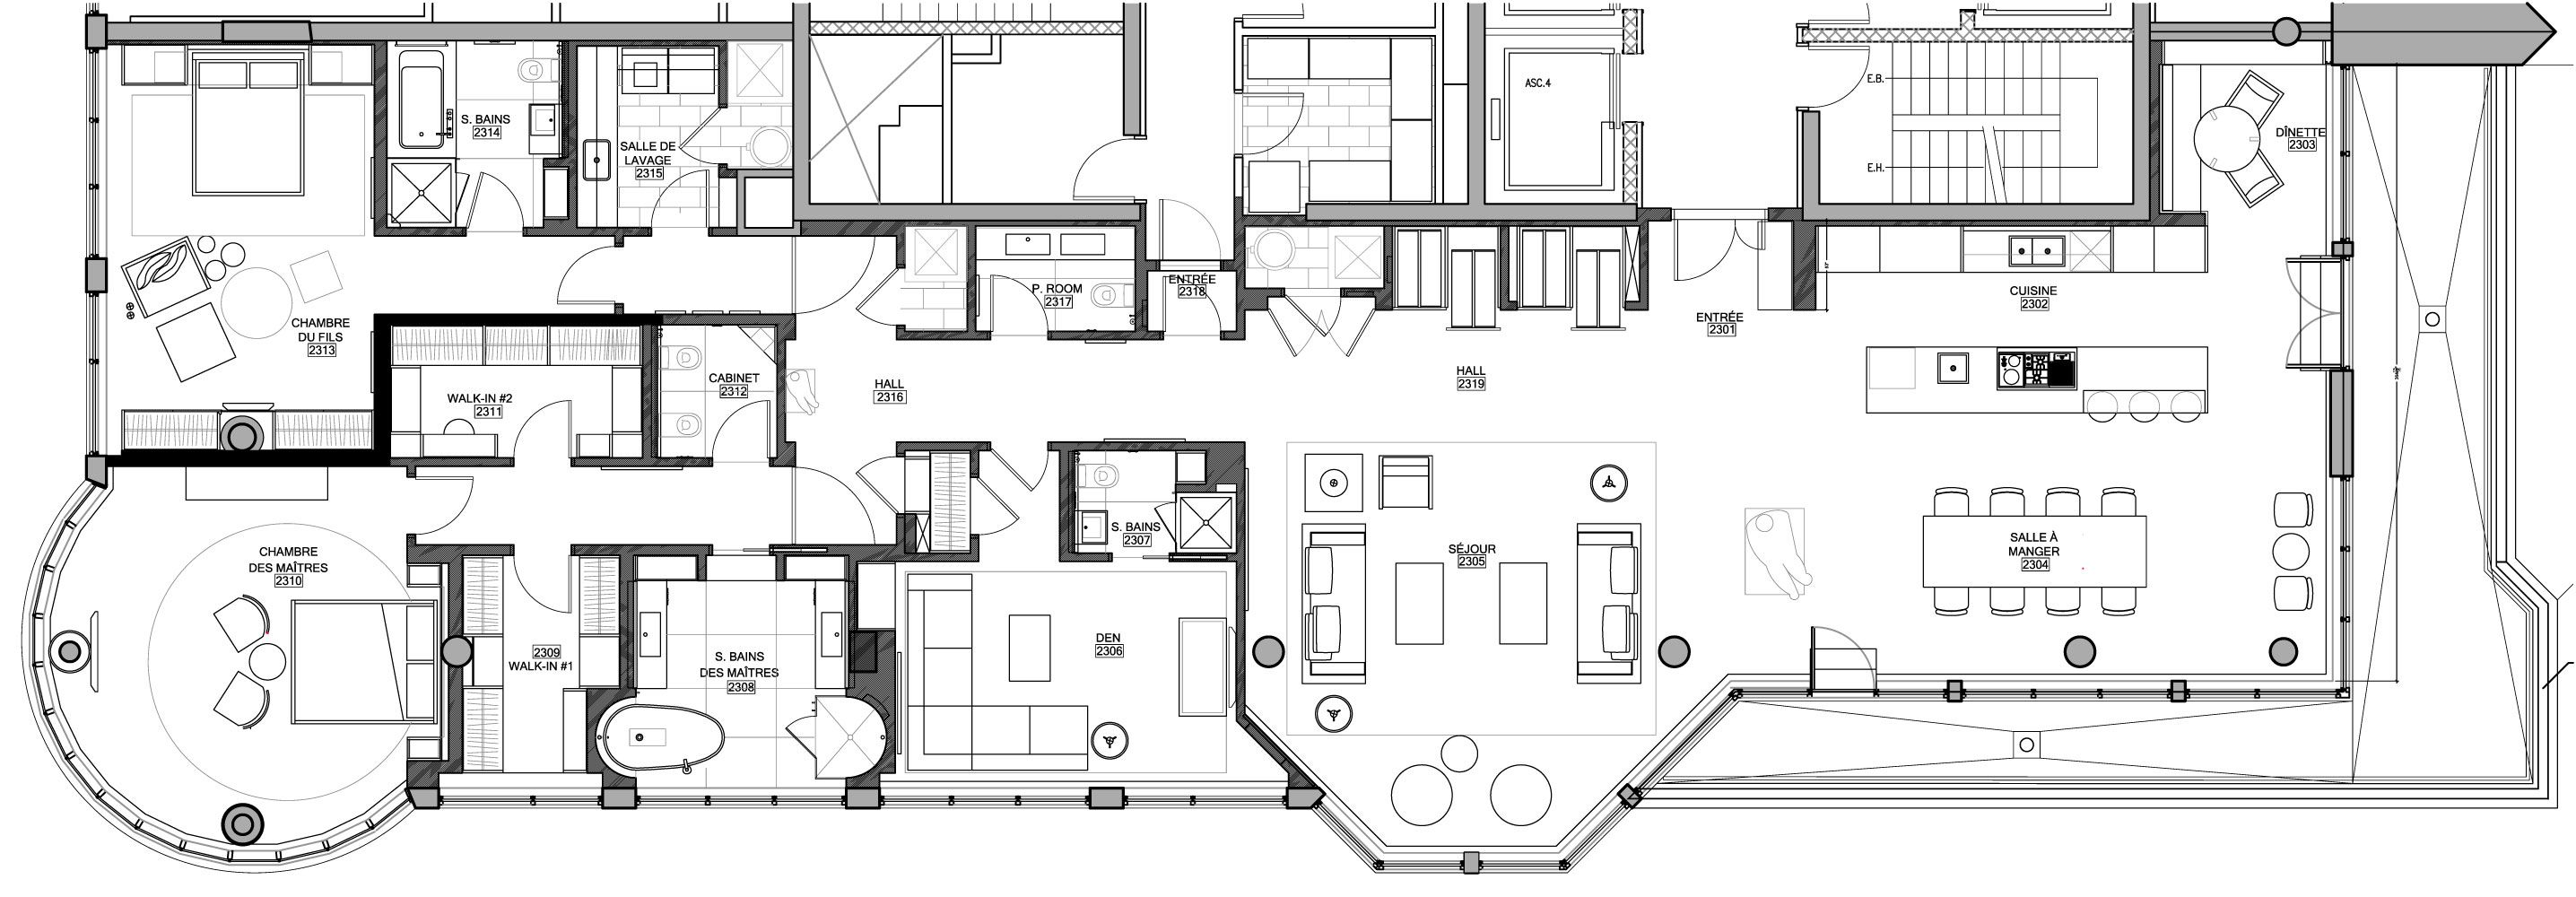 S. BAINS
2314
SALLE DE
LAVAGE
2315
ASC.4
E.B.
E.H.
DÎNETTE
2303
CHAMBRE
DU FILS
2313
P. ROOM
2317
ENTRÉE
2318
ENTRÉE
2301
CUISINE
2302
WALK-IN #2
2311
CABINET
2312
HALL
2316
HALL
2319
CHAMBRE
DES MAÎTRES
2310
2309
WALK-IN #1
S. BAINS
DES MAÎTRES
2308
S. BAINS
2307
DEN
2306
SÉJOUR
2305
SALLE À
MANGER
2304